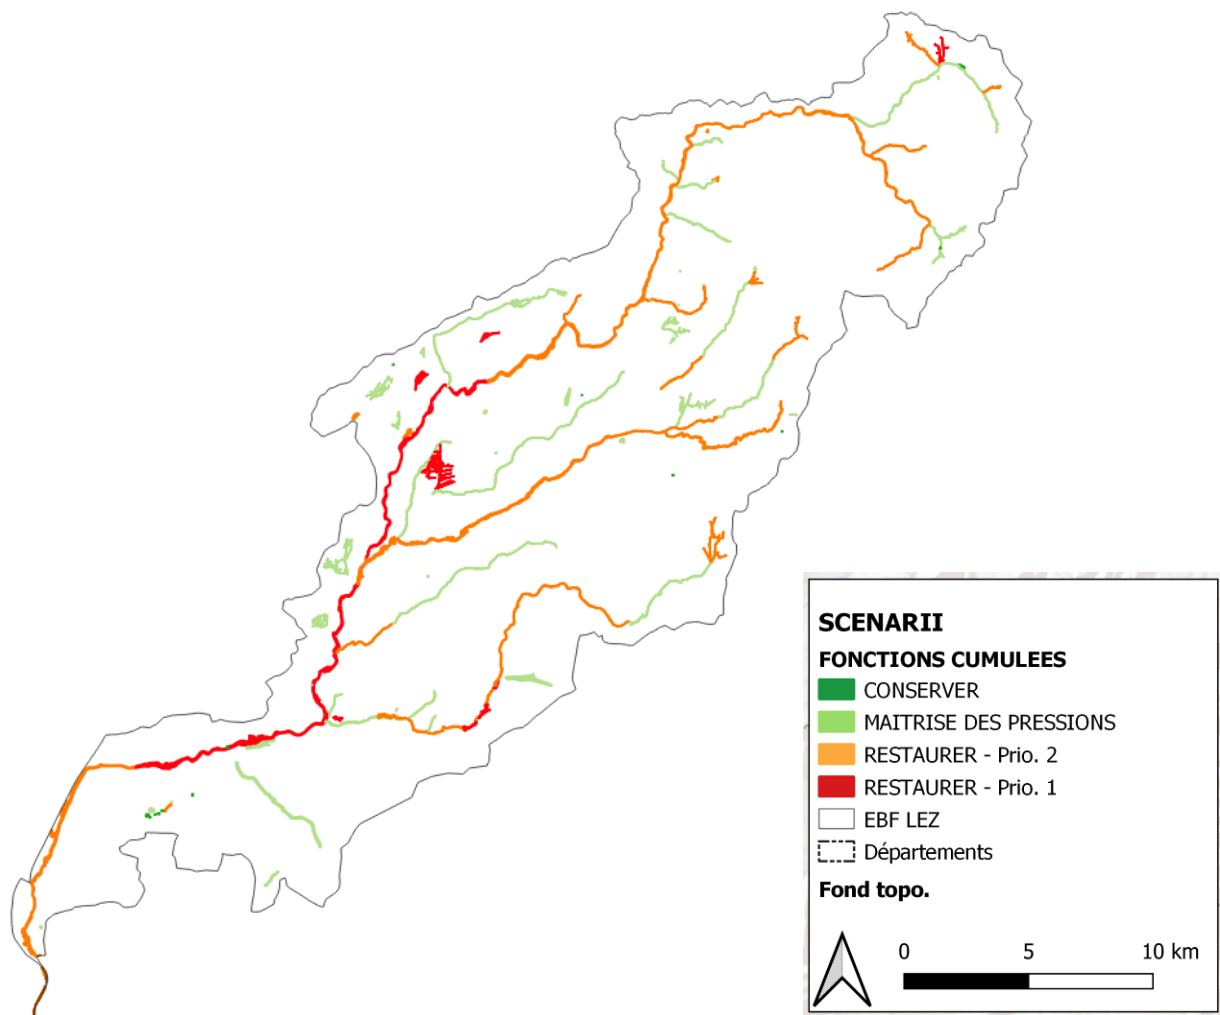 SCENARII
FONCTIONS CUMULEES
CONSERVER
MAITRISE DES PRESSIONS
RESTAURER - Prio. 2
RESTAURER - Prio. 1
EBF LEZ
Départements
Fond topo.
0 5 10 km